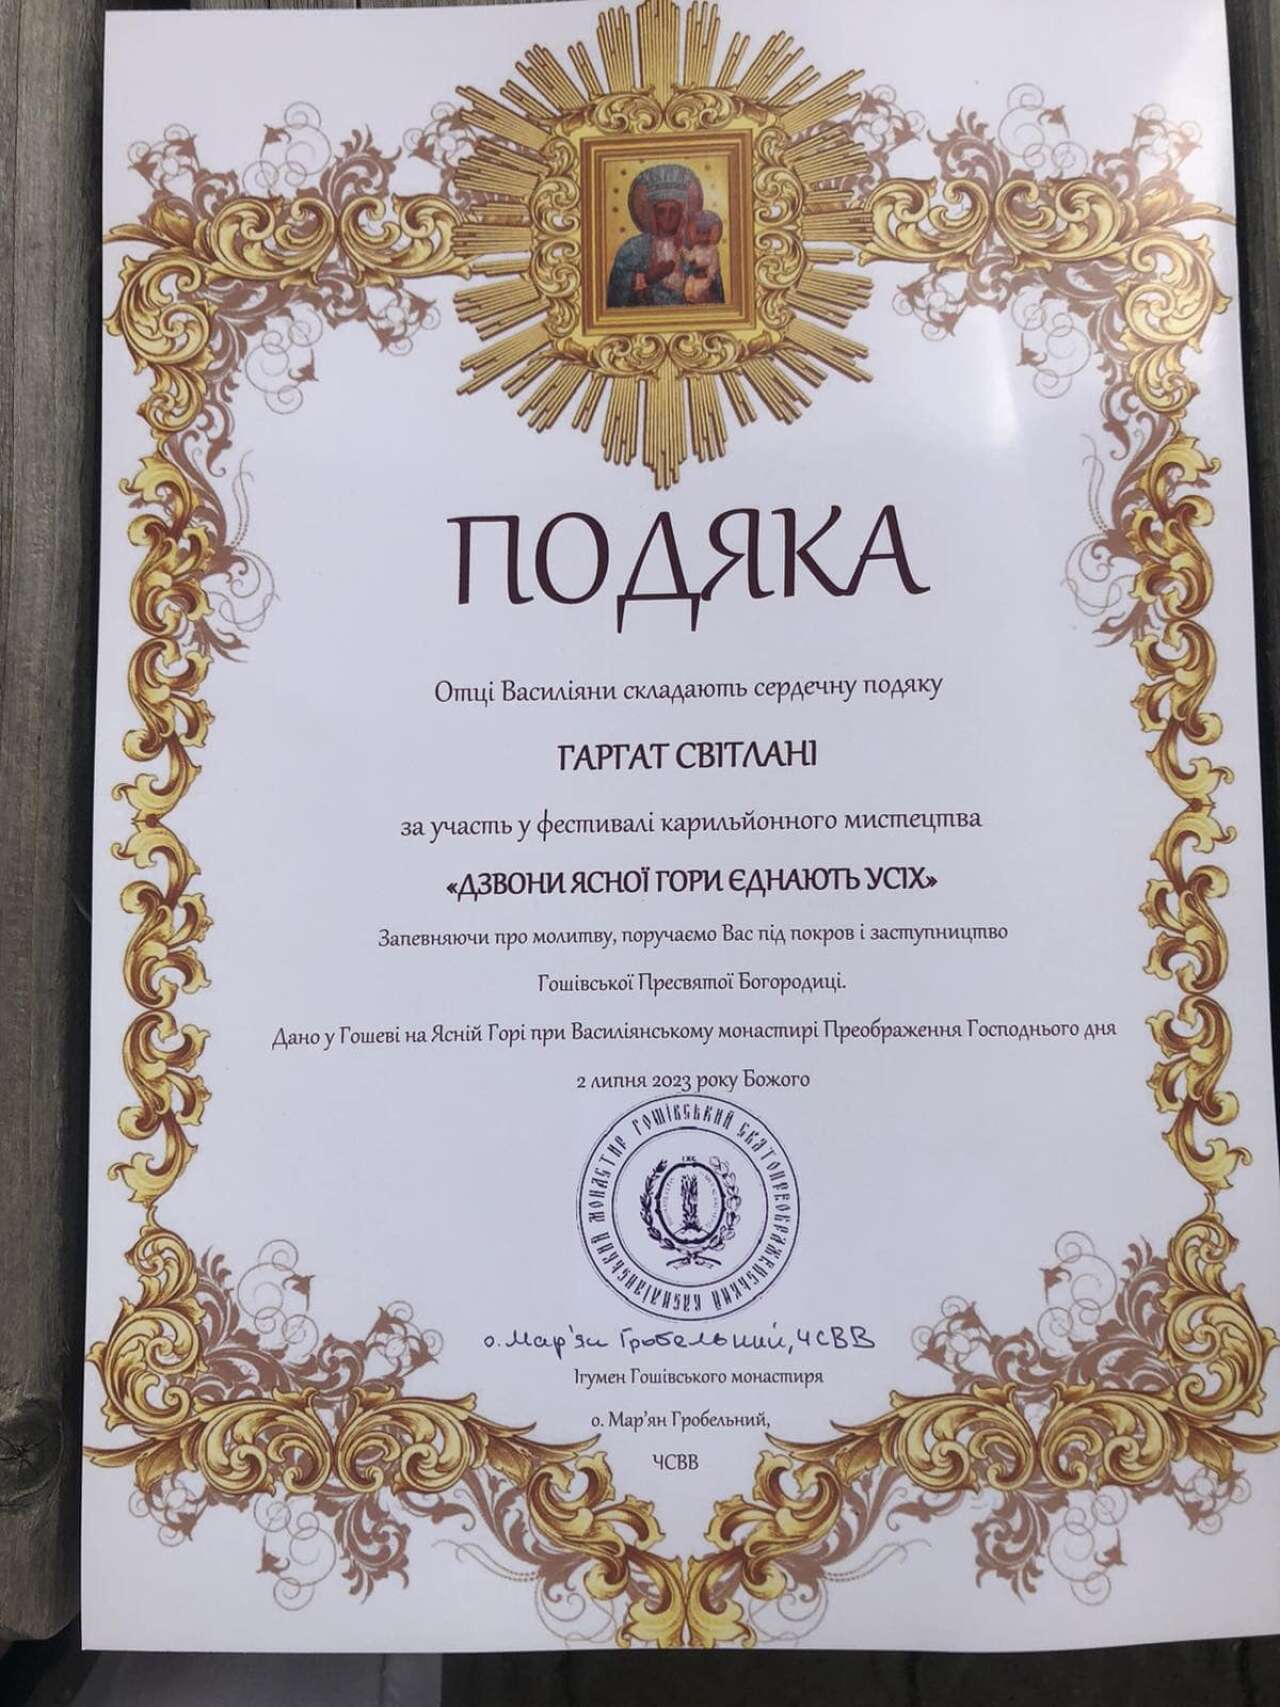 ПОДЯКА
Отці Василіяни складають сердечну подяку
ГАРГАТ СВІТЛАНІ
за участь у фестивалі карильйонного мистецтва
«ДЗВОНИ ЯСНОЇ ГОРИ ЄДНАЮТЬ УСІХ»
Запевняючи про молитву, поручаємо Вас під покров і заступництво
Гошівської Пресвятої Богородиці.
Дано у Гошеві на Ясній Горі при Василіянському монастирі Преображення Господнього дня
2 липня 2023 року Божого
ГОШІВСЬКИЙ СВЯТОПРЕОБРАЖЕНСЬКИЙ ВАСИЛІЯНСЬКИЙ МОНАСТИР
о. Мар'ян Гробельний, ЧСВВ
Ігумен Гошівського монастиря
о. Мар'ян Гробельний,
ЧСВВ